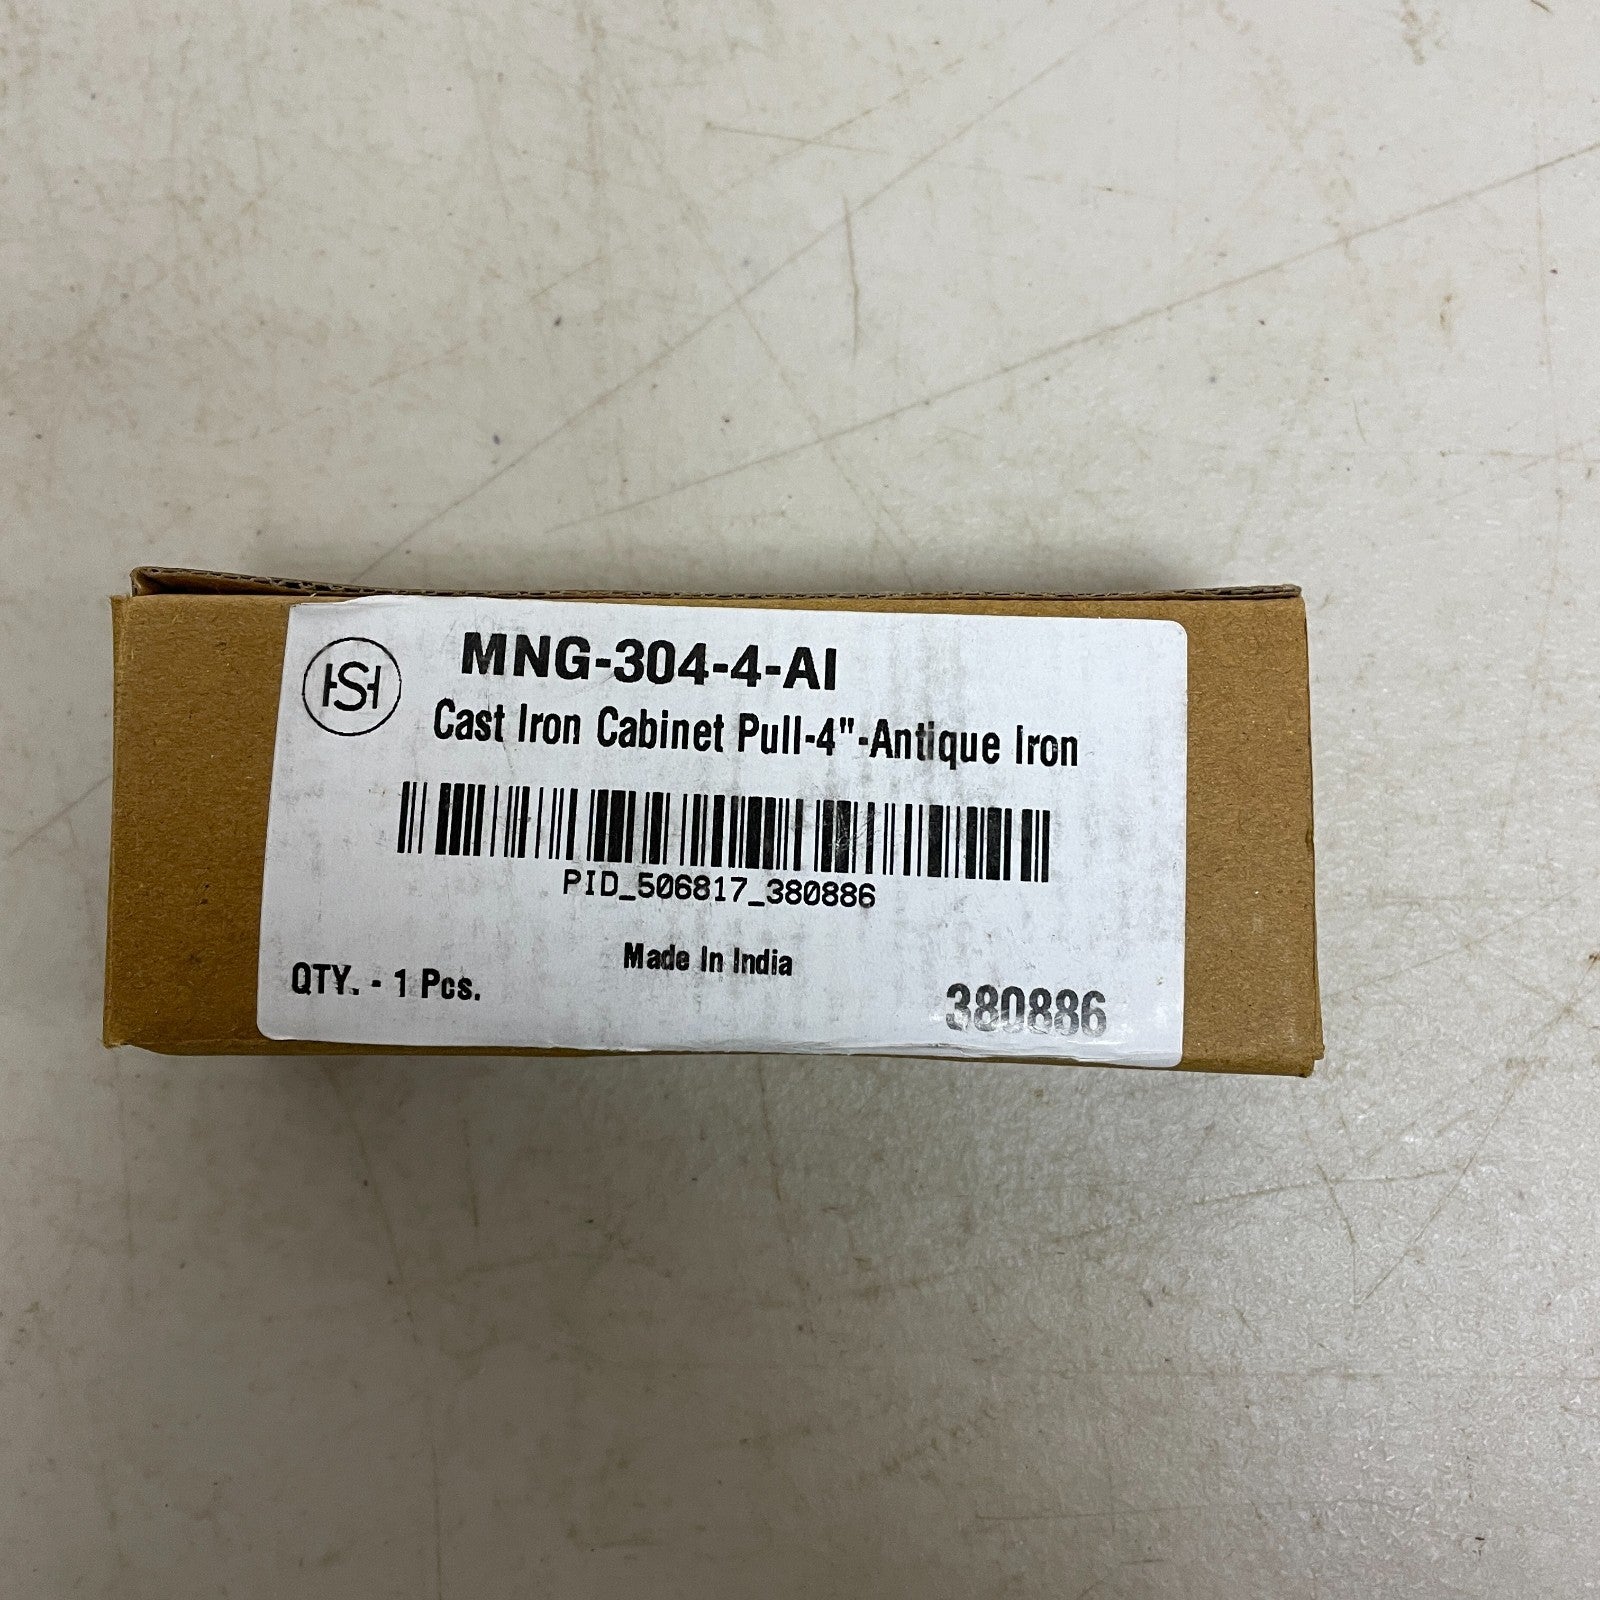 HSH
MNG-304-4-AI
Cast Iron Cabinet Pull-4"-Antique Iron
PID_506817_380886
Made In India
QTY. - 1 Pcs.
380886